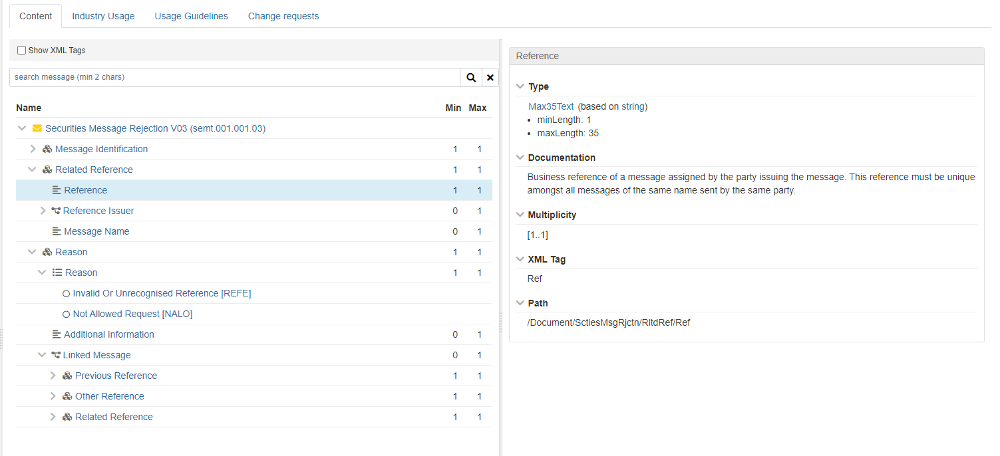 Content Industry Usage Usage Guidelines Change requests
Show XML Tags
search message (min 2 chars)
Name Min Max
Securities Message Rejection V03 (semt.001.001.03)
Message Identification 1 1
Related Reference 1 1
Reference 1 1
Reference Issuer 0 1
Message Name 0 1
Reason 1 1
Reason 1 1
Invalid Or Unrecognised Reference [REFE]
Not Allowed Request [NALO]
Additional Information 0 1
Linked Message 0 1
Previous Reference 1 1
Other Reference 1 1
Related Reference 1 1
Reference
Type
Max35Text (based on string)
• minLength: 1
• maxLength: 35
Documentation
Business reference of a message assigned by the party issuing the message. This reference must be unique
amongst all messages of the same name sent by the same party.
Multiplicity
[1..1]
XML Tag
Ref
Path
/Document/SctiesMsgRjctn/RltdRef/Ref